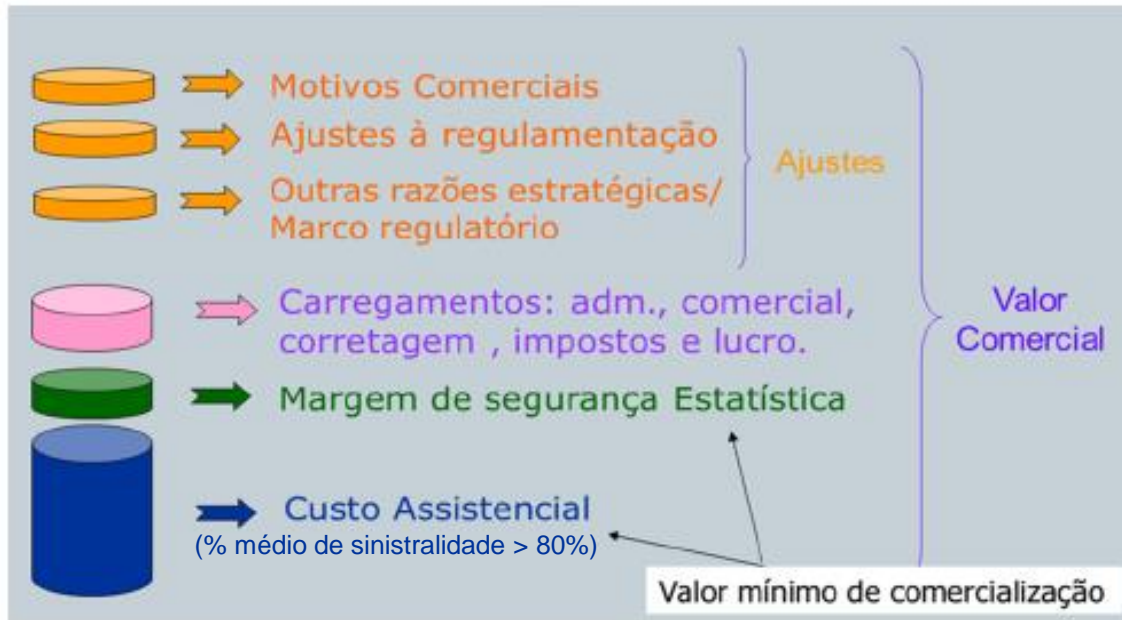 Motivos Comerciais
Ajustes à regulamentação
Outras razões estratégicas/
Marco regulatório
Ajustes
Carregamentos: adm., comercial,
corretagem , impostos e lucro.
Valor
Comercial
Margem de segurança Estatística
Custo Assistencial
(% médio de sinistralidade > 80%)
Valor mínimo de comercialização